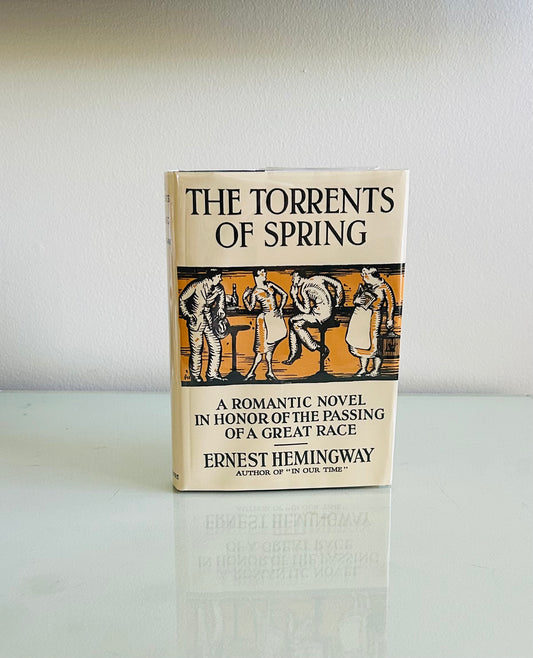 THE TORRENTS
OF SPRING
A ROMANTIC NOVEL
IN HONOR OF THE PASSING
OF A GREAT RACE
ERNEST HEMINGWAY
AUTHOR OF "IN OUR TIME"